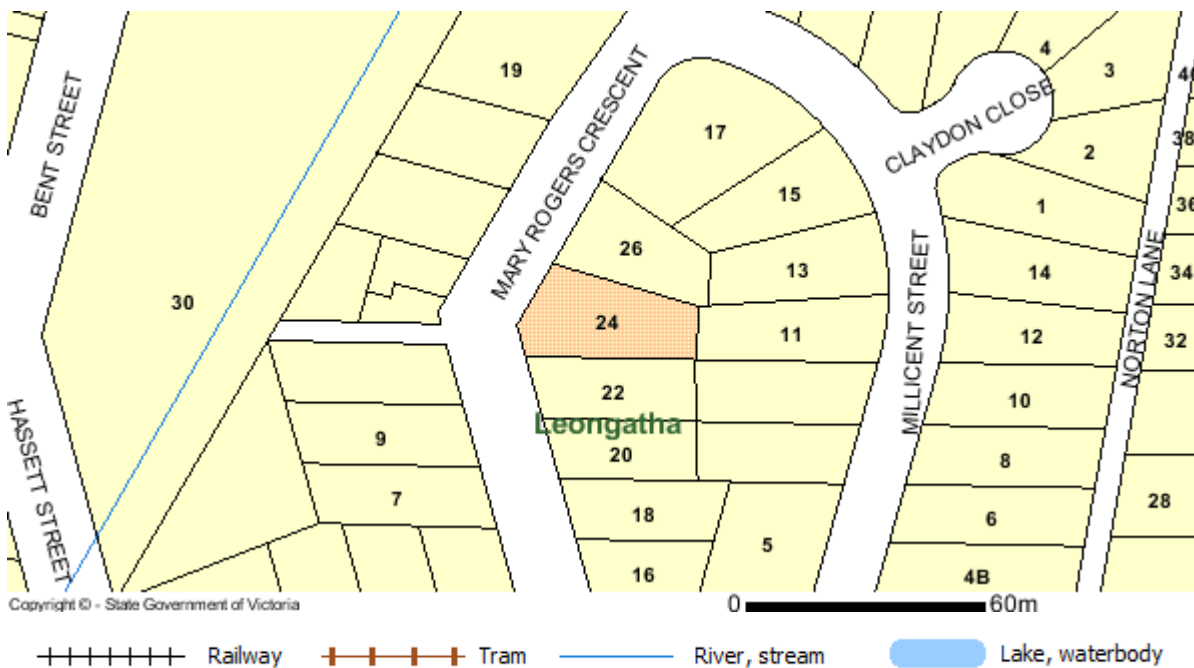 4
19
3
40
BENT STREET
MARY ROGERS CRESCENT
17
CLAYDON CLOSE
38
2
15
36
1
26
NORTON LANE
13
14
34
30
24
MILLICENT STREET
11
12
32
22
10
HASSETT STREET
Leongatha
9
20
8
7
18
28
6
5
16
4B
Copyright © - State Government of Victoria
0 60m
Railway Tram River, stream Lake, waterbody